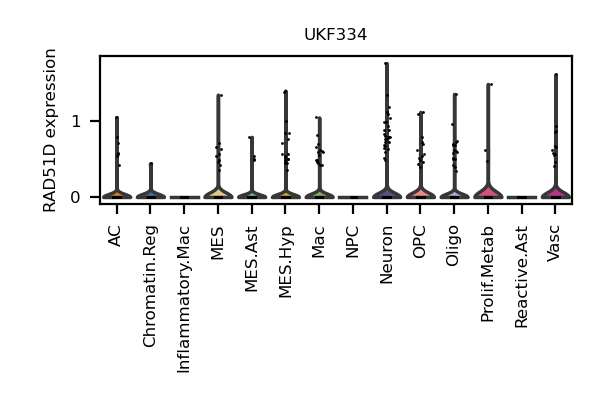 UKF334
RAD51D expression
1
0
AC
Chromatin.Reg
Inflammatory.Mac
MES
MES.Ast
MES.Hyp
Mac
NPC
Neuron
OPC
Oligo
Prolif.Metab
Reactive.Ast
Vasc